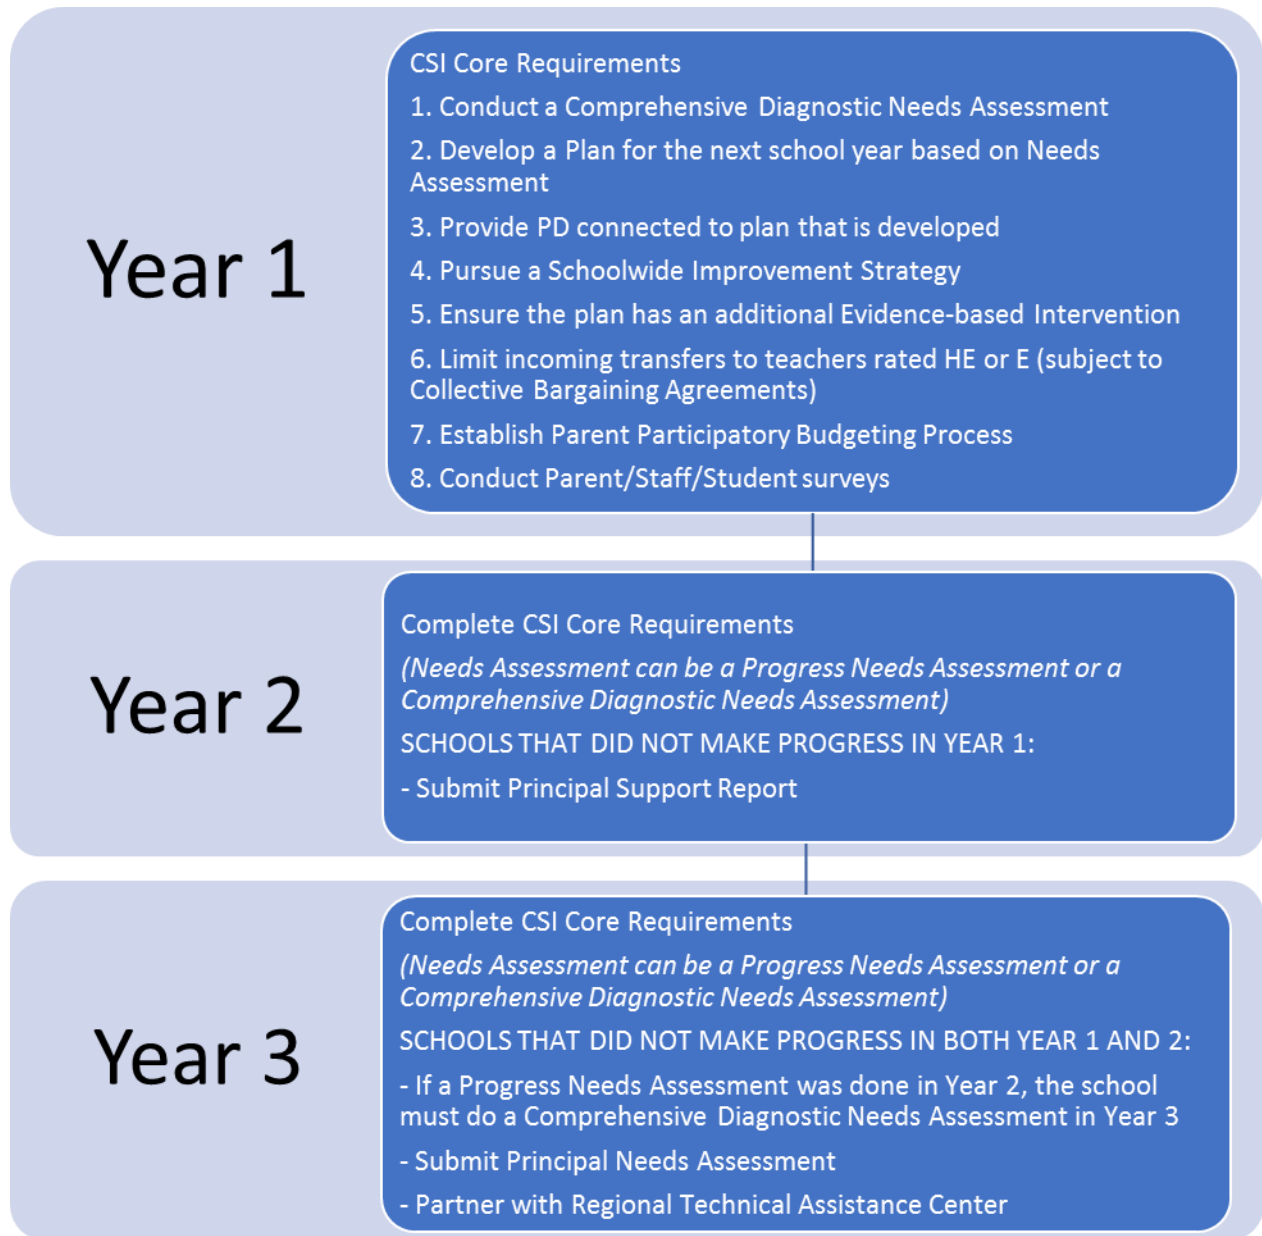 Year 1
CSI Core Requirements
1. Conduct a Comprehensive Diagnostic Needs Assessment
2. Develop a Plan for the next school year based on Needs
Assessment
3. Provide PD connected to plan that is developed
4. Pursue a Schoolwide Improvement Strategy
5. Ensure the plan has an additional Evidence-based Intervention
6. Limit incoming transfers to teachers rated HE or E (subject to
Collective Bargaining Agreements)
7. Establish Parent Participatory Budgeting Process
8. Conduct Parent/Staff/Student surveys
Year 2
Complete CSI Core Requirements
(Needs Assessment can be a Progress Needs Assessment or a
Comprehensive Diagnostic Needs Assessment)
SCHOOLS THAT DID NOT MAKE PROGRESS IN YEAR 1:
- Submit Principal Support Report
Year 3
Complete CSI Core Requirements
(Needs Assessment can be a Progress Needs Assessment or a
Comprehensive Diagnostic Needs Assessment)
SCHOOLS THAT DID NOT MAKE PROGRESS IN BOTH YEAR 1 AND 2:
- If a Progress Needs Assessment was done in Year 2, the school
must do a Comprehensive Diagnostic Needs Assessment in Year 3
- Submit Principal Needs Assessment
- Partner with Regional Technical Assistance Center